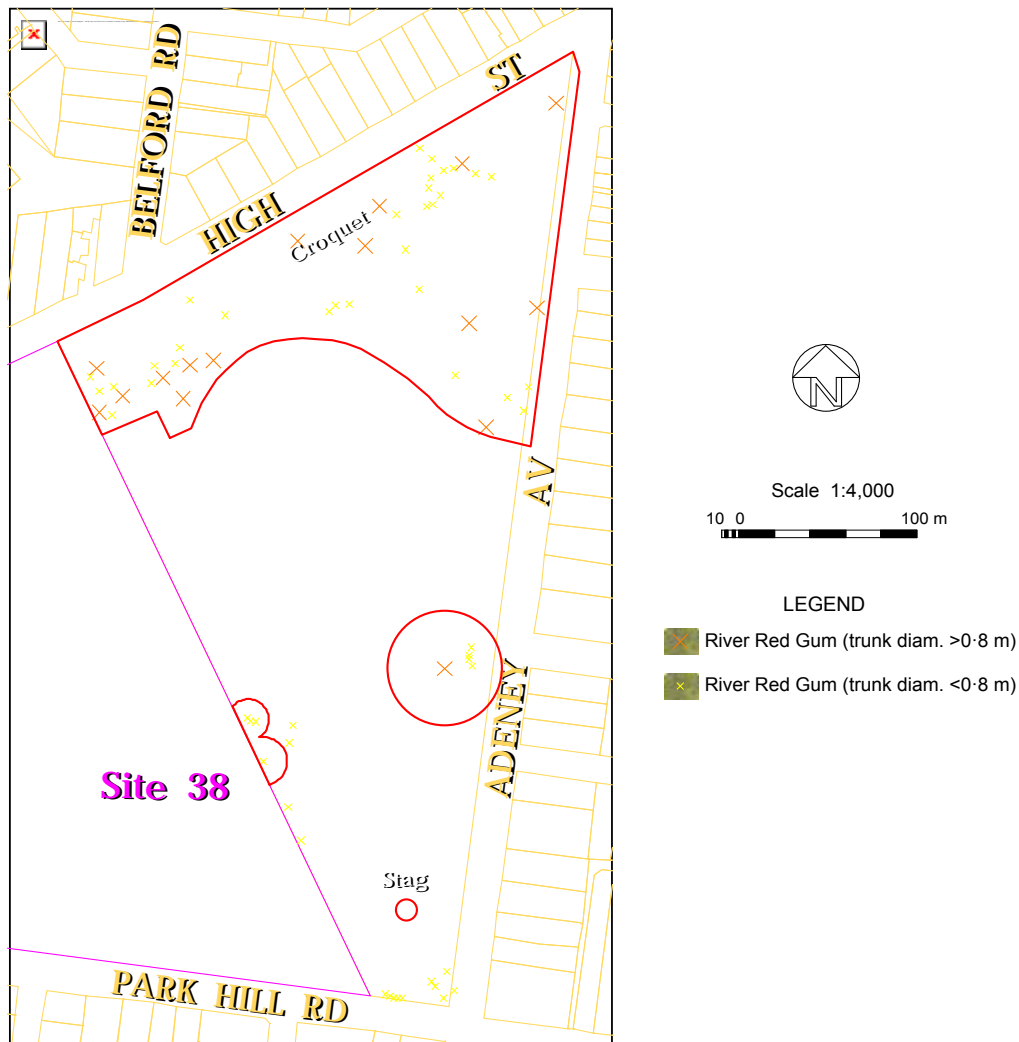 BELFORD RD
HIGH ST
Croquet
AV
ADENEY
Site 38
Stag
PARK HILL RD
N
Scale 1:4,000
10 0 100 m
LEGEND
River Red Gum (trunk diam. >0·8 m)
River Red Gum (trunk diam. <0·8 m)